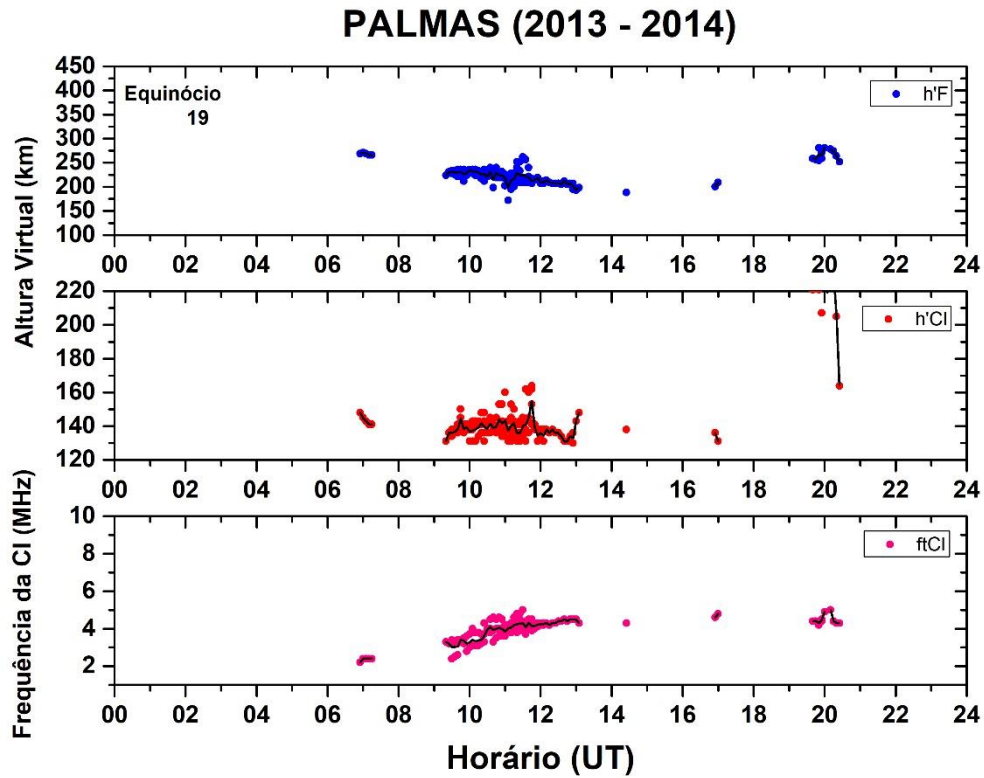 PALMAS (2013 - 2014)
Altura Virtual (km)
450
400
350
300
250
200
150
100
Equinócio
19
h'F
00 02 04 06 08 10 12 14 16 18 20 22 24
220
200
180
160
140
120
h'CI
00 02 04 06 08 10 12 14 16 18 20 22 24
Frequência da CI (MHz)
10
8
6
4
2
ftCI
00 02 04 06 08 10 12 14 16 18 20 22 24
Horário (UT)